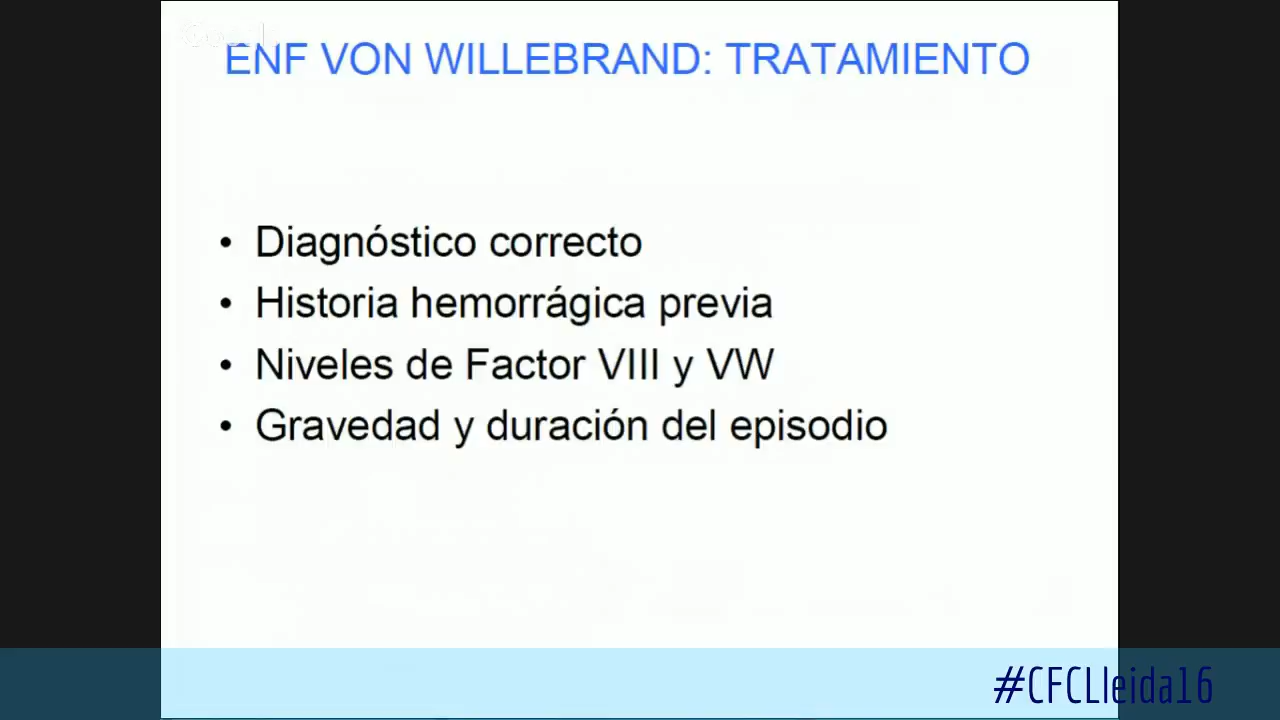 ENF VON WILLEBRAND: TRATAMIENTO
• Diagnóstico correcto
• Historia hemorrágica previa
• Niveles de Factor VIII y VW
• Gravedad y duración del episodio
#CFCLleida16